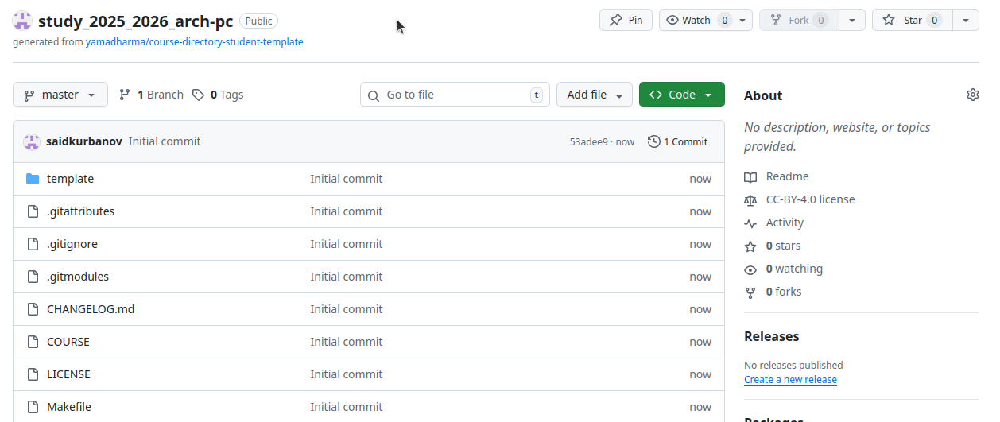 study_2025_2026_arch-pc Public Pin Watch 0 Fork 0 Star 0
generated from yamadharma/course-directory-student-template
master 1 Branch 0 Tags Go to file t Add file Code
saidkurbanov Initial commit 53adee9 · now 1 Commit
template Initial commit now
.gitattributes Initial commit now
.gitignore Initial commit now
.gitmodules Initial commit now
CHANGELOG.md Initial commit now
COURSE Initial commit now
LICENSE Initial commit now
Makefile Initial commit now
About
No description, website, or topics
provided.
Readme
CC-BY-4.0 license
Activity
0 stars
0 watching
0 forks
Releases
No releases published
Create a new release
Packages